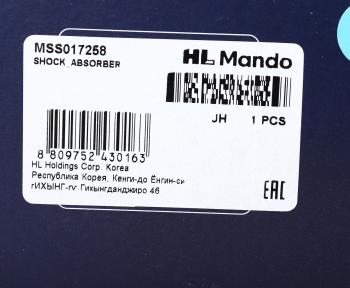 MSS017258
SHOCK ABSORBER
HL Mando
JH 1 PCS
8 809752 430163
HL Holdings Corp. Korea
Республика Корея, Кенги-до Ёнгин-си
гИХЫНГ-гу Гихынгданджиро 46
EAC